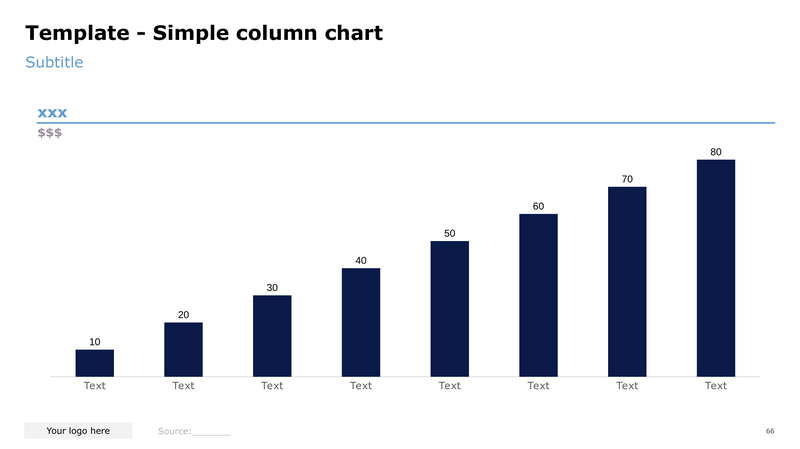 Template – Simple column chart
Subtitle
xxx
$$$
80
70
60
50
40
30
20
10
Text Text Text Text Text Text Text Text
Your logo here Source:________ 66